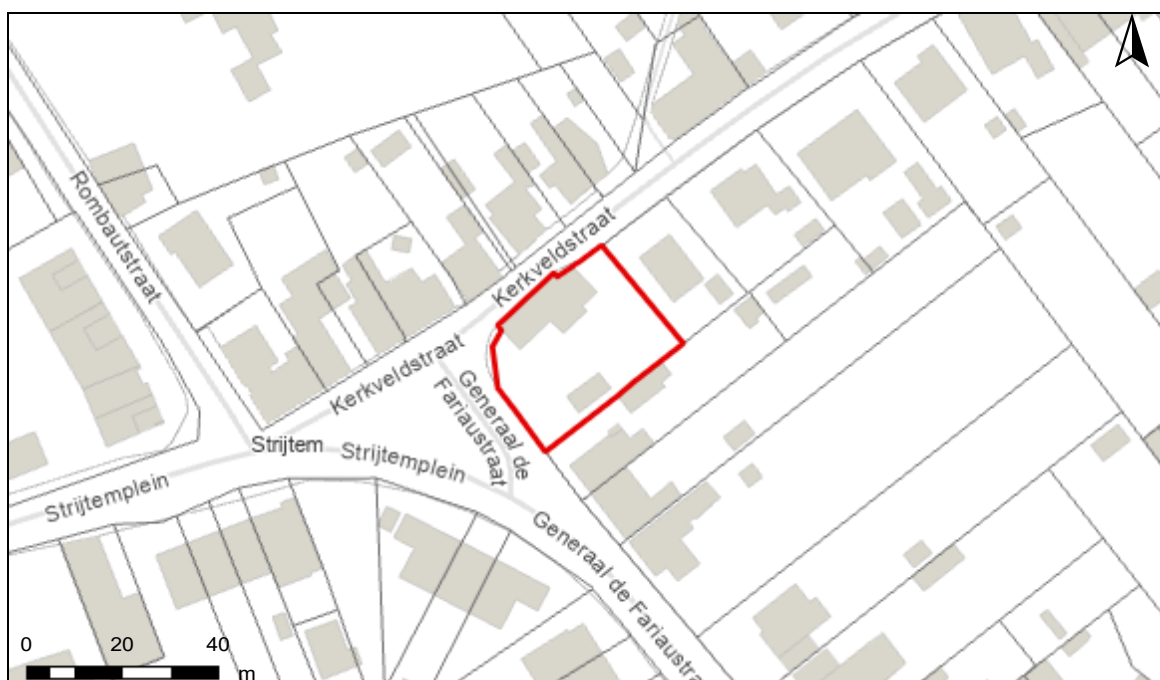 Rombautstraat
Kerkveldstraat
Kerkveldstraat
Generaal de
Fariaustraat
Strijtem
Strijtemplein
Strijtemplein
Generaal de Fariaustra
0 20 40
m